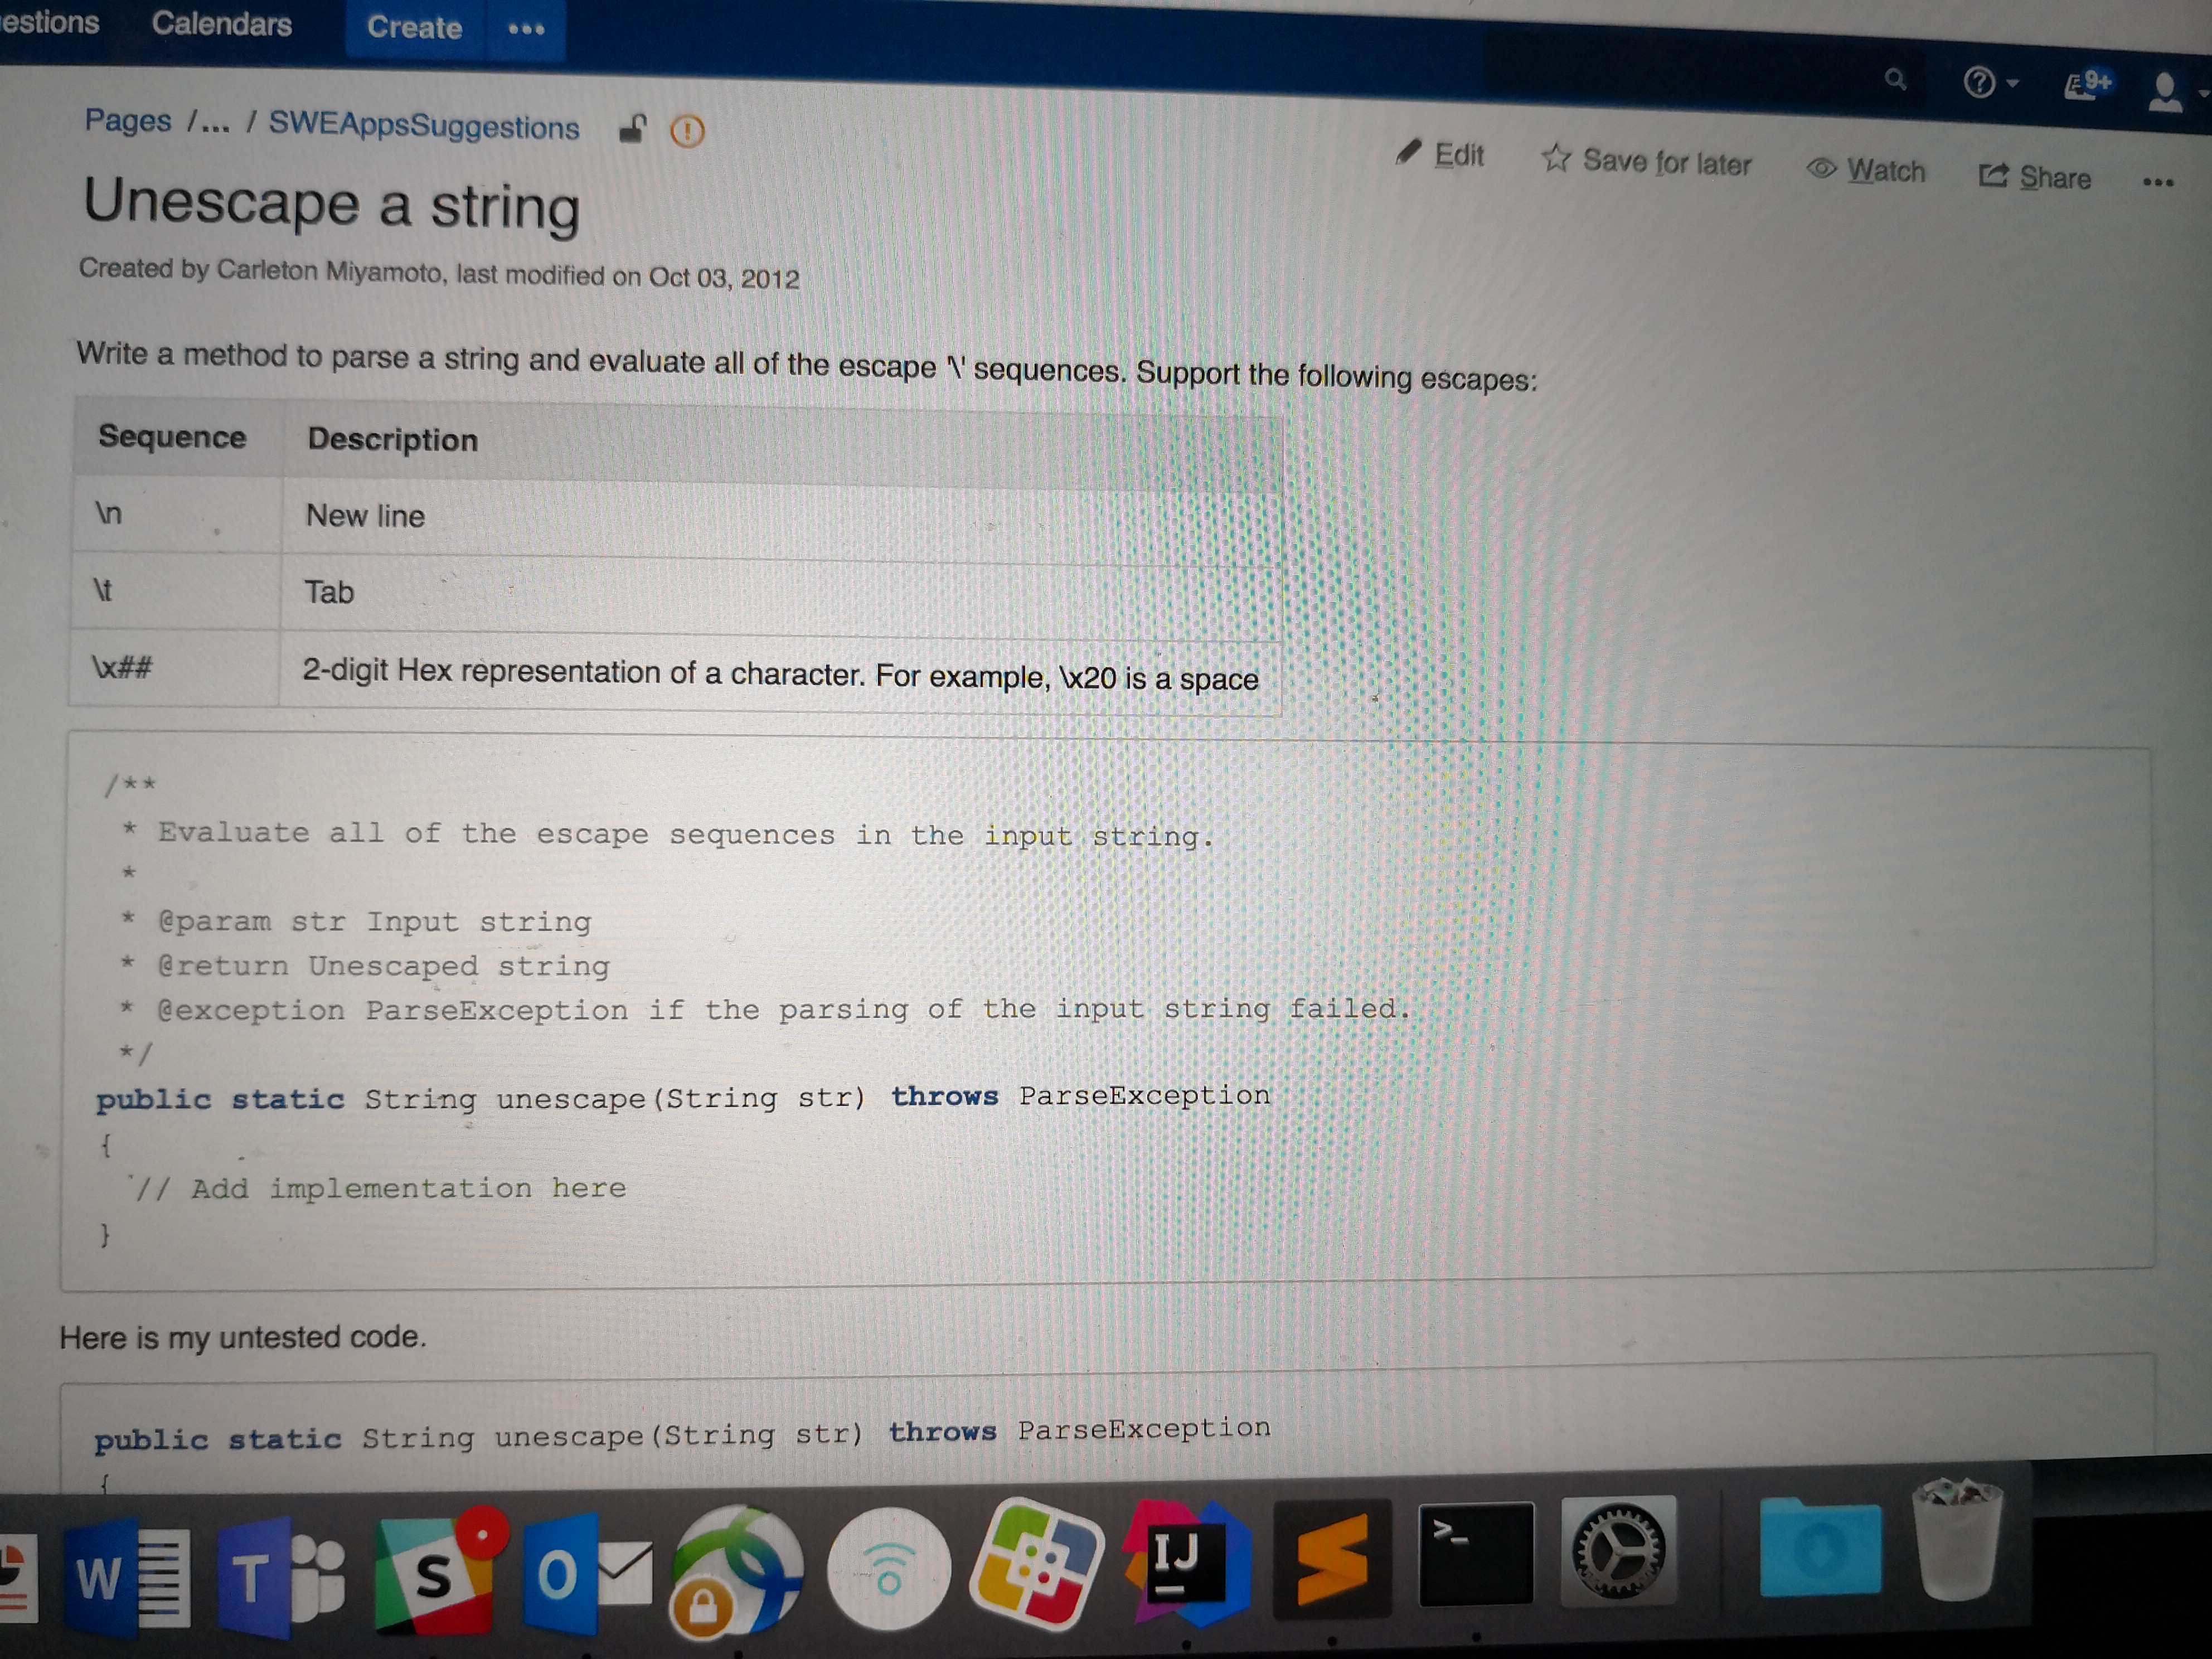 estions Calendars Create •••
9+
Pages /... / SWEAppsSuggestions
Edit Save for later Watch Share •••
Unescape a string
Created by Carleton Miyamoto, last modified on Oct 03, 2012
Write a method to parse a string and evaluate all of the escape '\' sequences. Support the following escapes:
Sequence Description
\n New line
\t Tab
\x## 2-digit Hex representation of a character. For example, \x20 is a space
/**
* Evaluate all of the escape sequences in the input string.
*
* @param str Input string
* @return Unescaped string
* @exception ParseException if the parsing of the input string failed.
*/
public static String unescape(String str) throws ParseException
{
// Add implementation here
}
Here is my untested code.
public static String unescape(String str) throws ParseException
{
W T S O IJ >_